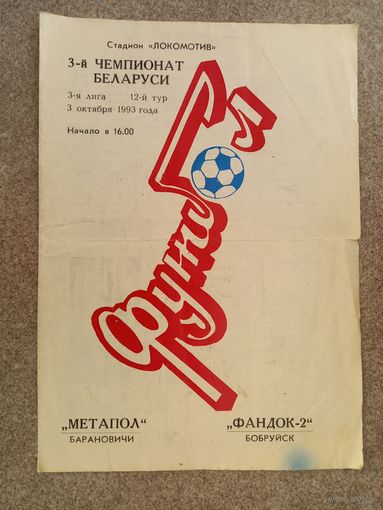 Стадион «ЛОКОМОТИВ»
3-й ЧЕМПИОНАТ
БЕЛАРУСИ
3-я лига 12-й тур
3 октября 1993 года
Начало в 16.00
Футбол
„МЕТАПОЛ“ „ФАНДОК-2“
БАРАНОВИЧИ БОБРУЙСК